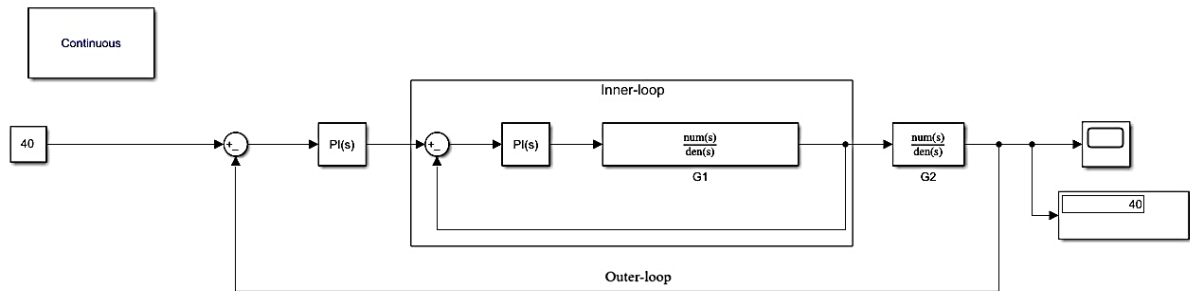 Continuous
Inner-loop
40
+_
PI(s)
+_
PI(s)
num(s)
den(s)
G1
num(s)
den(s)
G2
40
Outer-loop